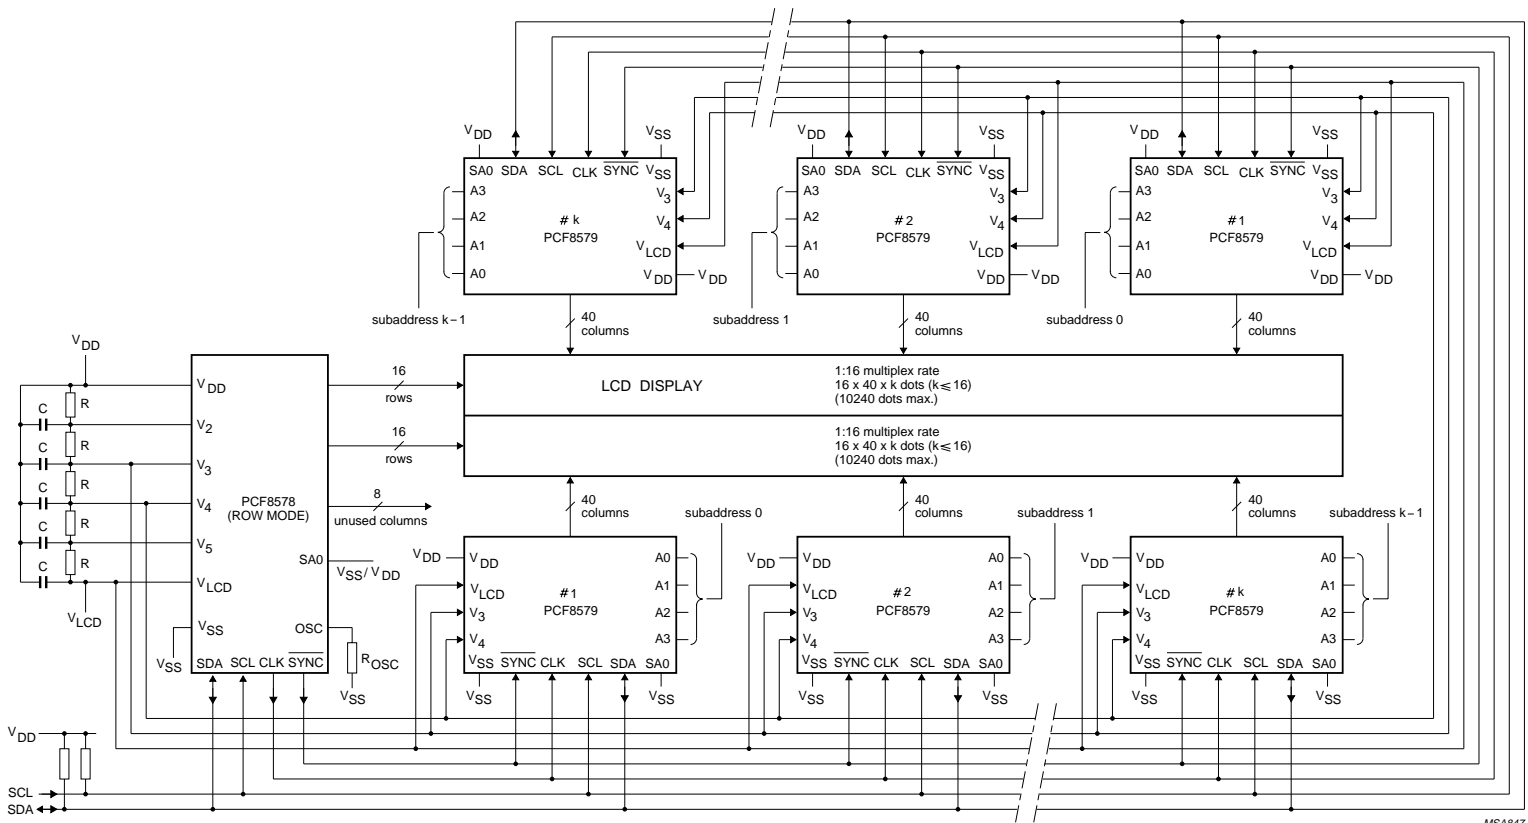 VDD VSS VDD VSS VDD VSS
SA0 SDA SCL CLK SYNC VSS
A3
A2
A1
A0
V3
V4
VLCD
VDD VDD
# k
PCF8579
subaddress k–1
40
columns
SA0 SDA SCL CLK SYNC VSS
A3
A2
A1
A0
V3
V4
VLCD
VDD VDD
# 2
PCF8579
subaddress 1
40
columns
SA0 SDA SCL CLK SYNC VSS
A3
A2
A1
A0
V3
V4
VLCD
VDD VDD
# 1
PCF8579
subaddress 0
40
columns
VDD
C
R
C
R
C
R
C
R
C
R
VLCD
VDD
V2
V3
V4
V5
VLCD
VSS
VSS
PCF8578
(ROW MODE)
SA0
VSS/ VDD
OSC
ROSC
VSS
SDA SCL CLK SYNC
16
rows
16
rows
8
unused columns
LCD DISPLAY
1:16 multiplex rate
16 x 40 x k dots (k ⩽ 16)
(10240 dots max.)
1:16 multiplex rate
16 x 40 x k dots (k ⩽ 16)
(10240 dots max.)
40
columns
subaddress 0
VDD VDD
VLCD
V3
V4
# 1
PCF8579
A0
A1
A2
A3
VSS SYNC CLK SCL SDA SA0
VSS VSS
40
columns
subaddress 1
VDD VDD
VLCD
V3
V4
# 2
PCF8579
A0
A1
A2
A3
VSS SYNC CLK SCL SDA SA0
VSS VSS
40
columns
subaddress k–1
VDD VDD
VLCD
V3
V4
# k
PCF8579
A0
A1
A2
A3
VSS SYNC CLK SCL SDA SA0
VSS VSS
VDD
SCL
SDA
MSA847